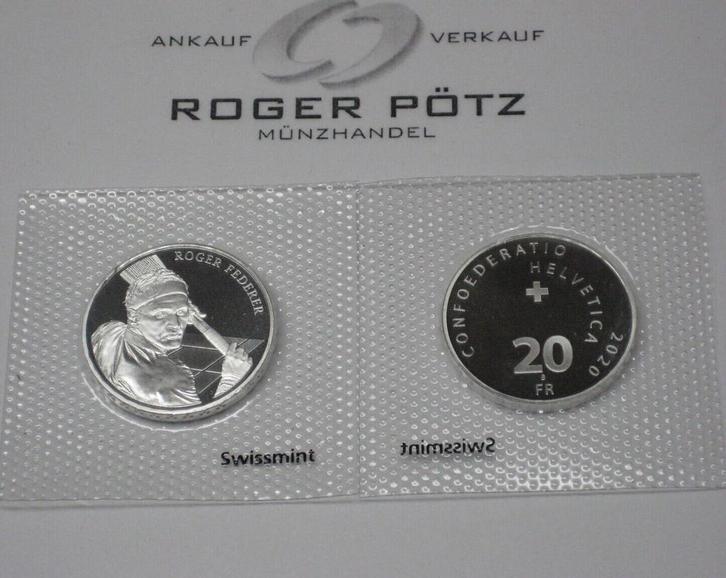 ANKAUF VERKAUF
ROGER PÖTZ
MÜNZHANDEL
ROGER FEDERER
Swissmint
CONFOEDERATIO
HELVETICA 2020
20
B
FR
Swissmint